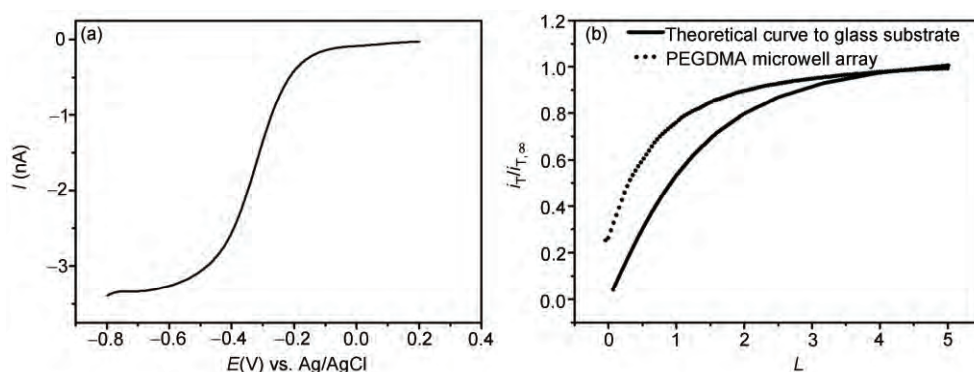 (a)
0
−1
−2
−3
I (nA)
−0.8 −0.6 −0.4 −0.2 0.0 0.2 0.4
E(V) vs. Ag/AgCl
(b)
Theoretical curve to glass substrate
PEGDMA microwell array
1.2
1.0
0.8
0.6
0.4
0.2
0.0
iT/iT,∞
0 1 2 3 4 5
L